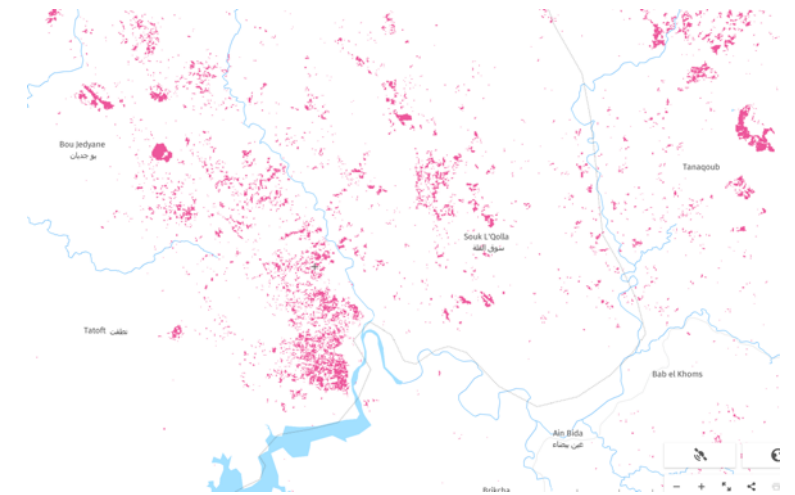 Bou Jedyane
بو جديان
Tanaqoub
Souk L'Qolla
سوق القلة
Tatoft تطفت
Bab el Khoms
Ain Bida
عين بيضاء
Brikcha